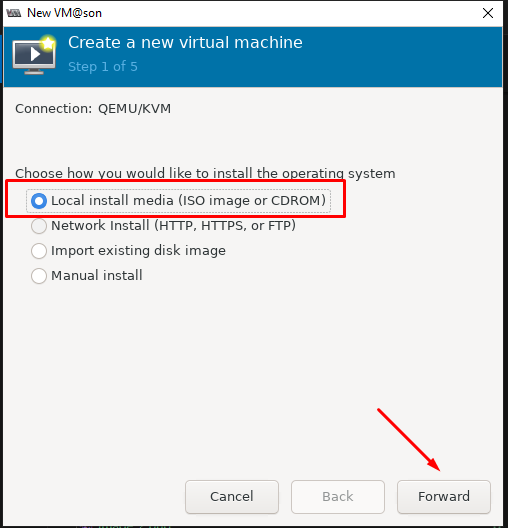 New VM@son
Create a new virtual machine
Step 1 of 5
Connection: QEMU/KVM
Choose how you would like to install the operating system
Local install media (ISO image or CDROM)
Network Install (HTTP, HTTPS, or FTP)
Import existing disk image
Manual install
Cancel Back Forward